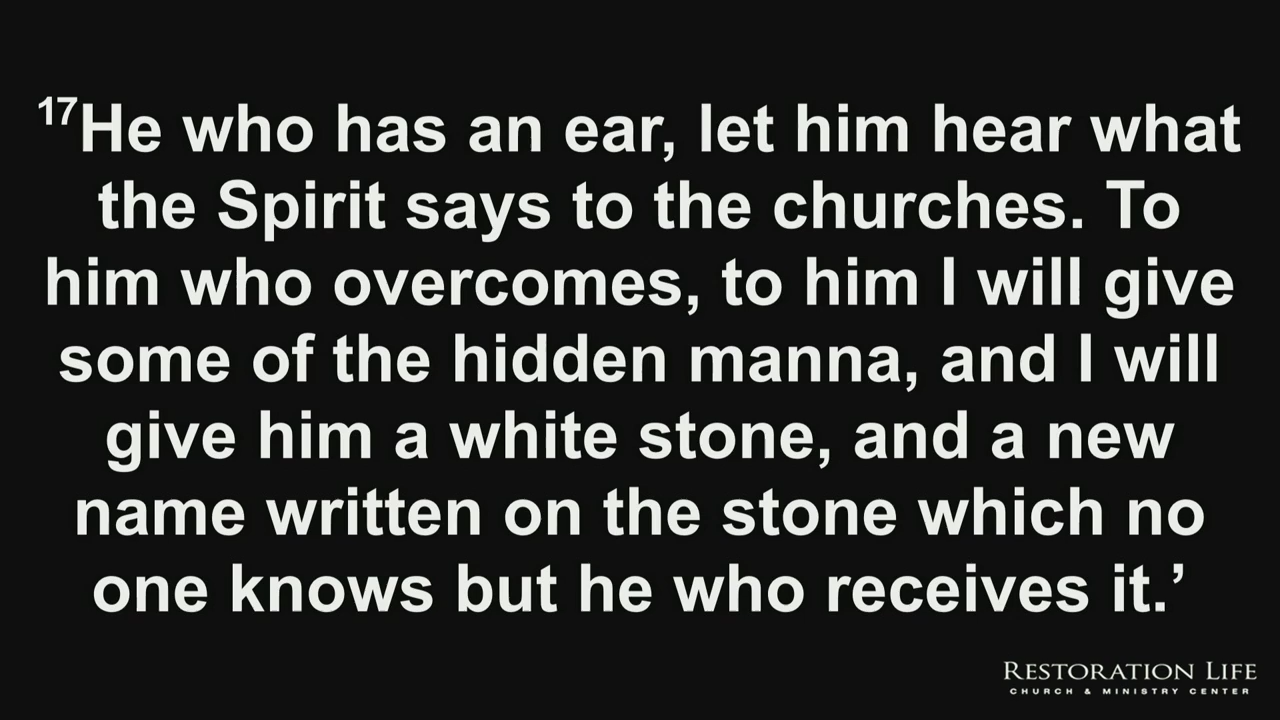 17He who has an ear, let him hear what
the Spirit says to the churches. To
him who overcomes, to him I will give
some of the hidden manna, and I will
give him a white stone, and a new
name written on the stone which no
one knows but he who receives it.’
RESTORATION LIFE
CHURCH & MINISTRY CENTER